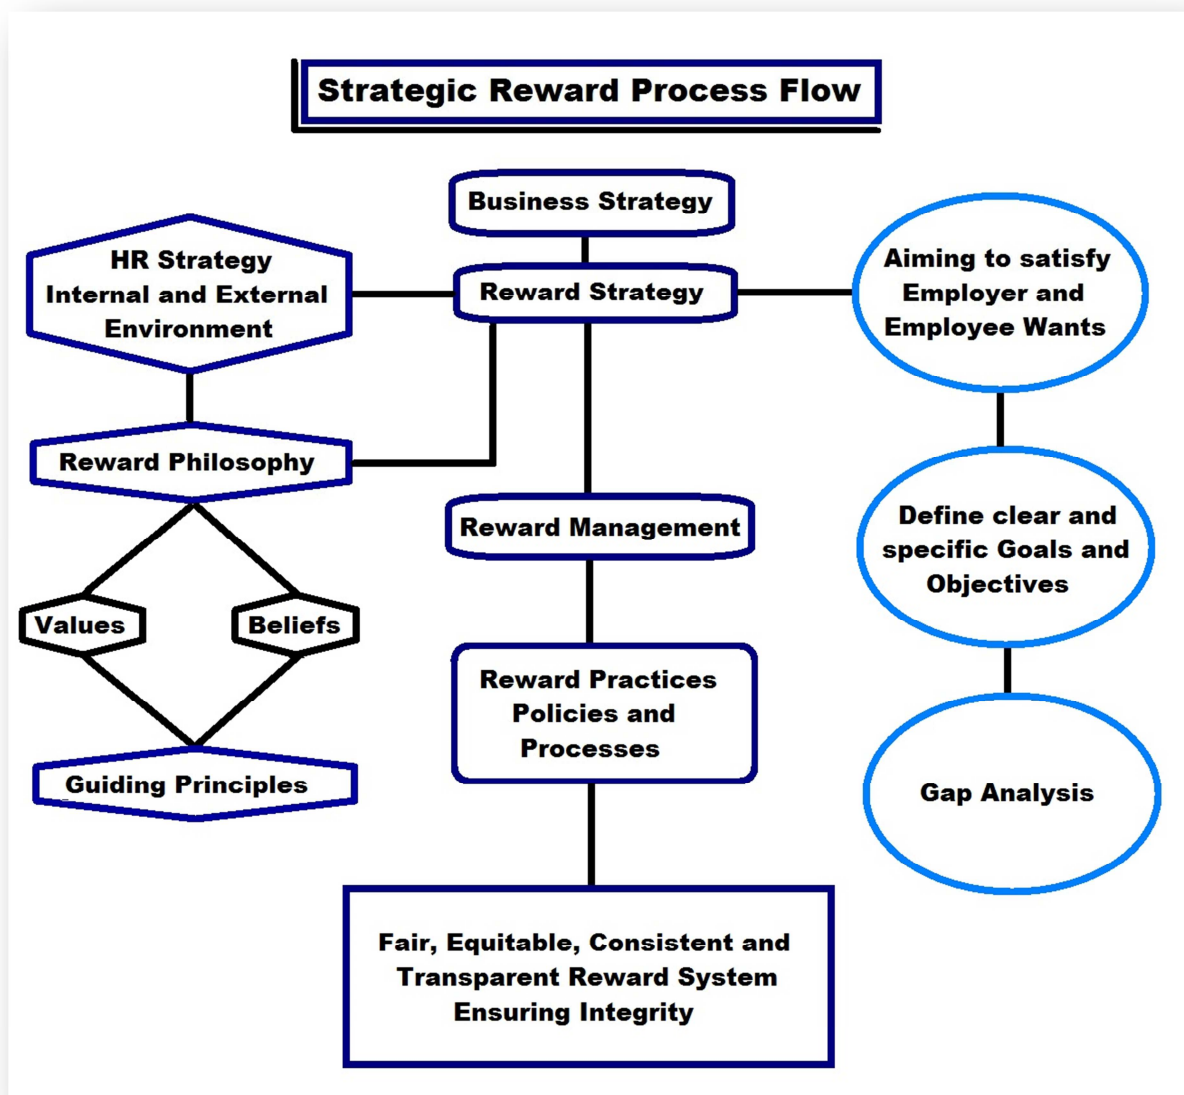 Strategic Reward Process Flow
Business Strategy
HR Strategy
Internal and External
Environment
Reward Strategy
Aiming to satisfy
Employer and
Employee Wants
Reward Philosophy
Reward Management
Define clear and
specific Goals and
Objectives
Values
Beliefs
Reward Practices
Policies and
Processes
Guiding Principles
Gap Analysis
Fair, Equitable, Consistent and
Transparent Reward System
Ensuring Integrity